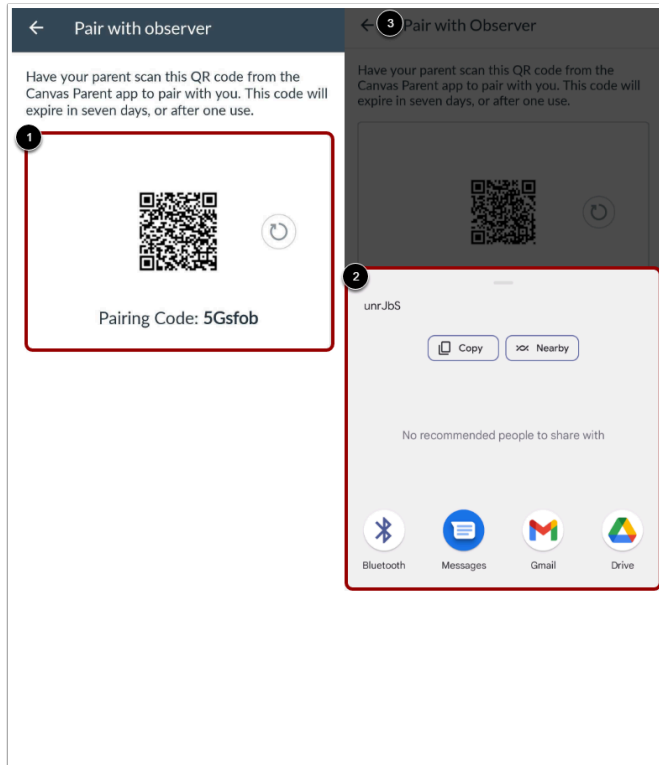 Pair with observer
Have your parent scan this QR code from the
Canvas Parent app to pair with you. This code will
expire in seven days, or after one use.
1
Pairing Code: 5Gsfob
3
Pair with Observer
Have your parent scan this QR code from the
Canvas Parent app to pair with you. This code will
expire in seven days, or after one use.
2
unrJbS
Copy
Nearby
No recommended people to share with
Bluetooth
Messages
Gmail
Drive